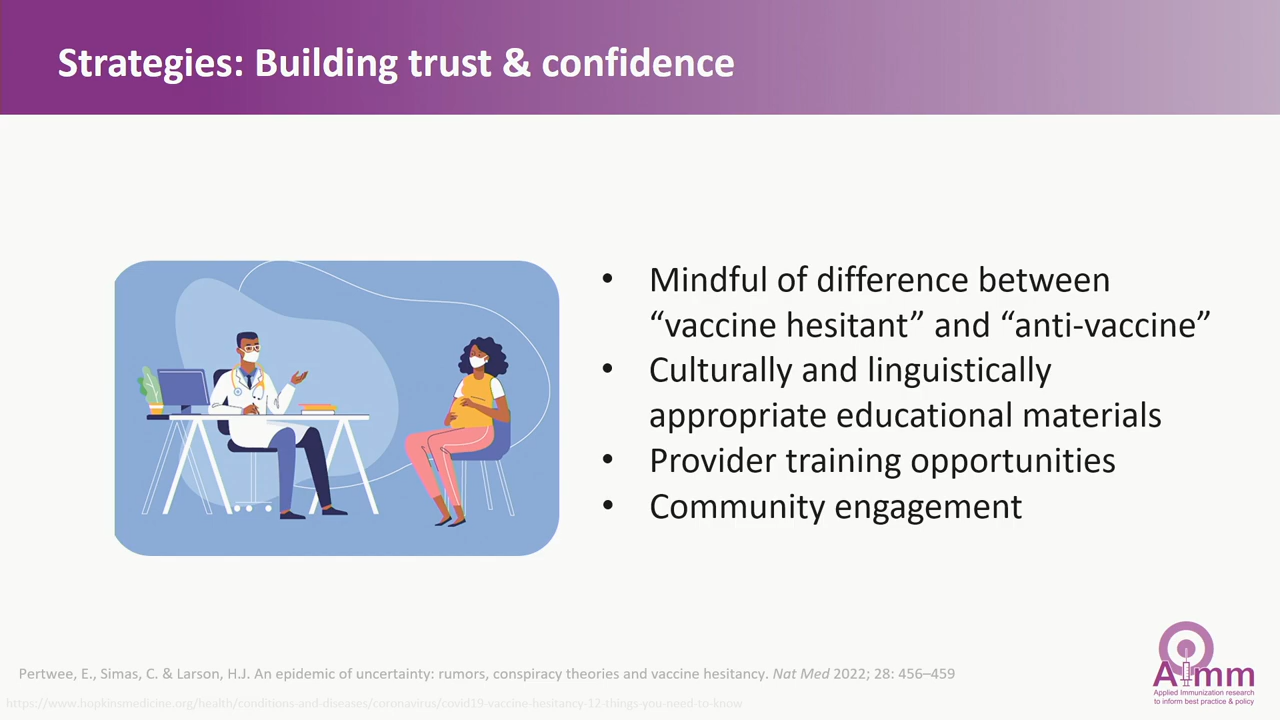 Strategies: Building trust & confidence
• Mindful of difference between
“vaccine hesitant” and “anti-vaccine”
• Culturally and linguistically
appropriate educational materials
• Provider training opportunities
• Community engagement
Pertwee, E., Simas, C. & Larson, H.J. An epidemic of uncertainty: rumors, conspiracy theories and vaccine hesitancy. Nat Med 2022; 28: 456–459
https://www.hopkinsmedicine.org/health/conditions-and-diseases/coronavirus/covid19-vaccine-hesitancy-12-things-you-need-to-know
Aimm
Applied Immunization research
to inform best practice & policy